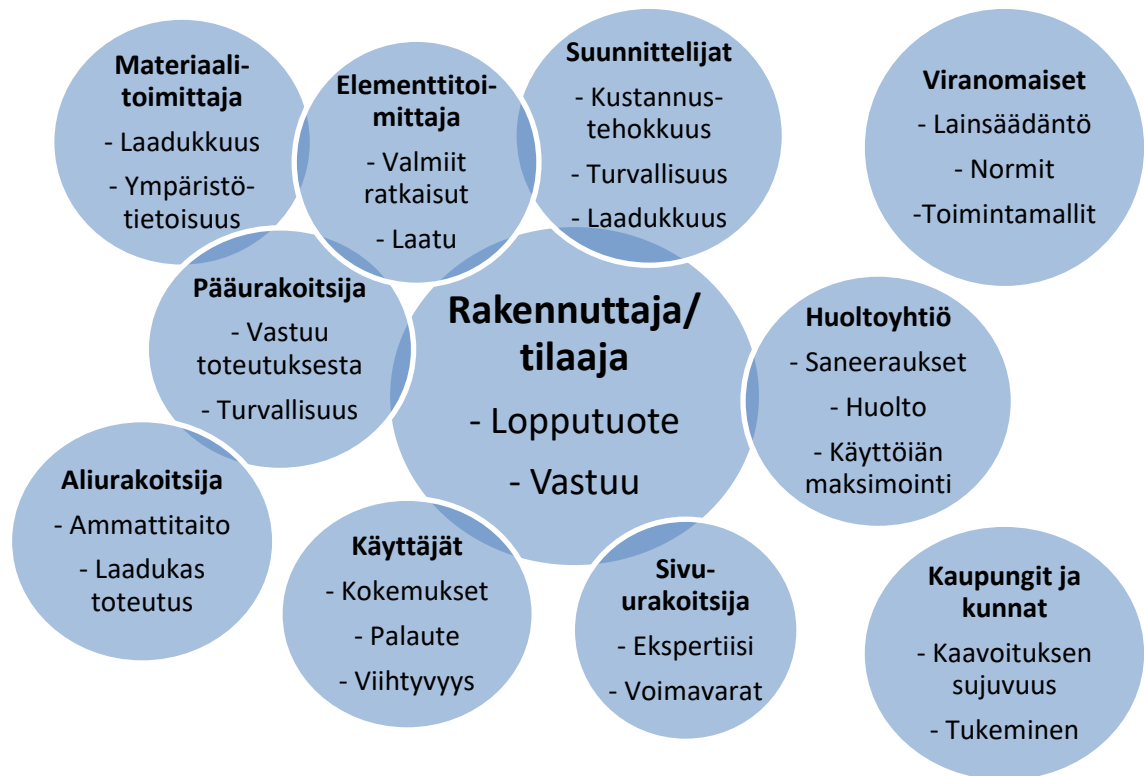 Materiaali-
toimittaja
- Laadukkuus
- Ympäristö-
tietoisuus
Elementtitoi-
mittaja
- Valmiit
ratkaisut
- Laatu
Suunnittelijat
- Kustannus-
tehokkuus
- Turvallisuus
- Laadukkuus
Viranomaiset
- Lainsäädäntö
- Normit
-Toimintamallit
Pääurakoitsija
- Vastuu
toteutuksesta
- Turvallisuus
Rakennuttaja/
tilaaja
- Lopputuote
- Vastuu
Huoltoyhtiö
- Saneeraukset
- Huolto
- Käyttöiän
maksimointi
Aliurakoitsija
- Ammattitaito
- Laadukas
toteutus
Käyttäjät
- Kokemukset
- Palaute
- Viihtyvyys
Sivu-
urakoitsija
- Ekspertiisi
- Voimavarat
Kaupungit ja
kunnat
- Kaavoituksen
sujuvuus
- Tukeminen